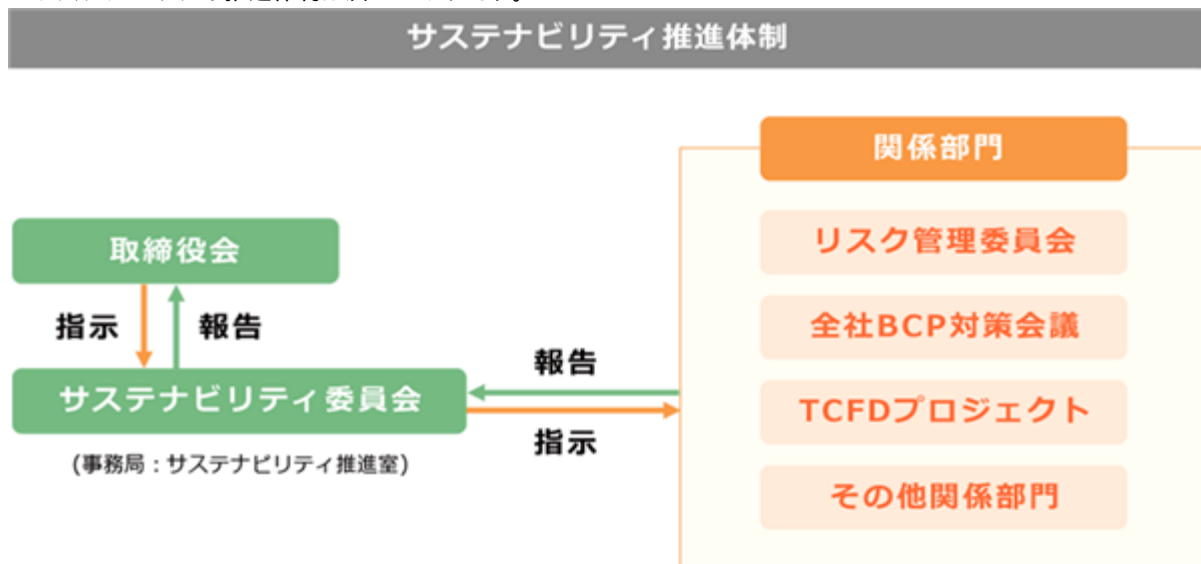 サステナビリティ推進体制
関係部門
リスク管理委員会
取締役会
指示
報告
全社BCP対策会議
報告
サステナビリティ委員会
TCFDプロジェクト
指示
(事務局：サステナビリティ推進室)
その他関係部門